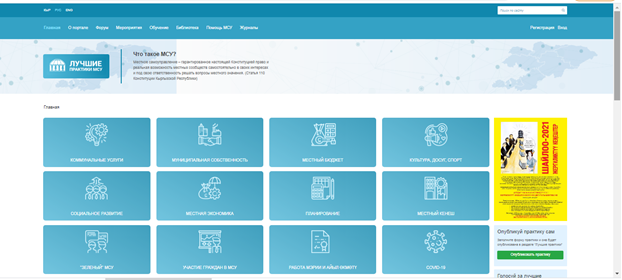 КЫР РУС ENG
Поиск по сайту
Главная О портале Форум Мероприятия Обучение Библиотека Помощь МСУ Журналы
Регистрация Вход
ЛУЧШИЕ
ПРАКТИКИ МСУ
Что такое МСУ?
Местное самоуправление – гарантированное настоящей Конституцией право и
реальная возможность местных сообществ самостоятельно в своих интересах
и под свою ответственность решать вопросы местного значения. (Статья 110
Конституции Кыргызской Республики)
Главная
КОММУНАЛЬНЫЕ УСЛУГИ
МУНИЦИПАЛЬНАЯ СОБСТВЕННОСТЬ
МЕСТНЫЙ БЮДЖЕТ
КУЛЬТУРА, ДОСУГ, СПОРТ
СОЦИАЛЬНОЕ РАЗВИТИЕ
МЕСТНАЯ ЭКОНОМИКА
ПЛАНИРОВАНИЕ
МЕСТНЫЙ КЕНЕШ
"ЗЕЛЕНЫЙ" МСУ
УЧАСТИЕ ГРАЖДАН В МСУ
РАБОТА МЭРИИ И АЙЫЛ ӨКМӨТҮ
COVID-19
ШАЙЛОО-2021
ЖЕРГИЛИКТҮҮ КЕҢЕШТЕР
Опубликуй практику сам
Опубликовать практику
Голосуй за лучшие